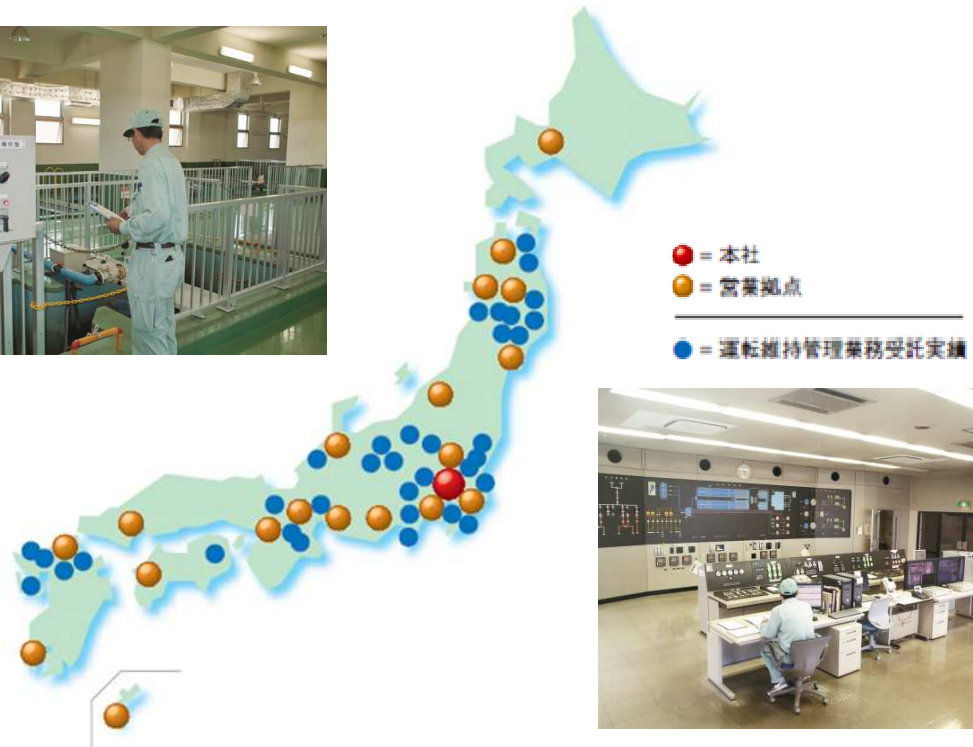 = 本社
= 営業拠点
= 運転維持管理業務受託実績